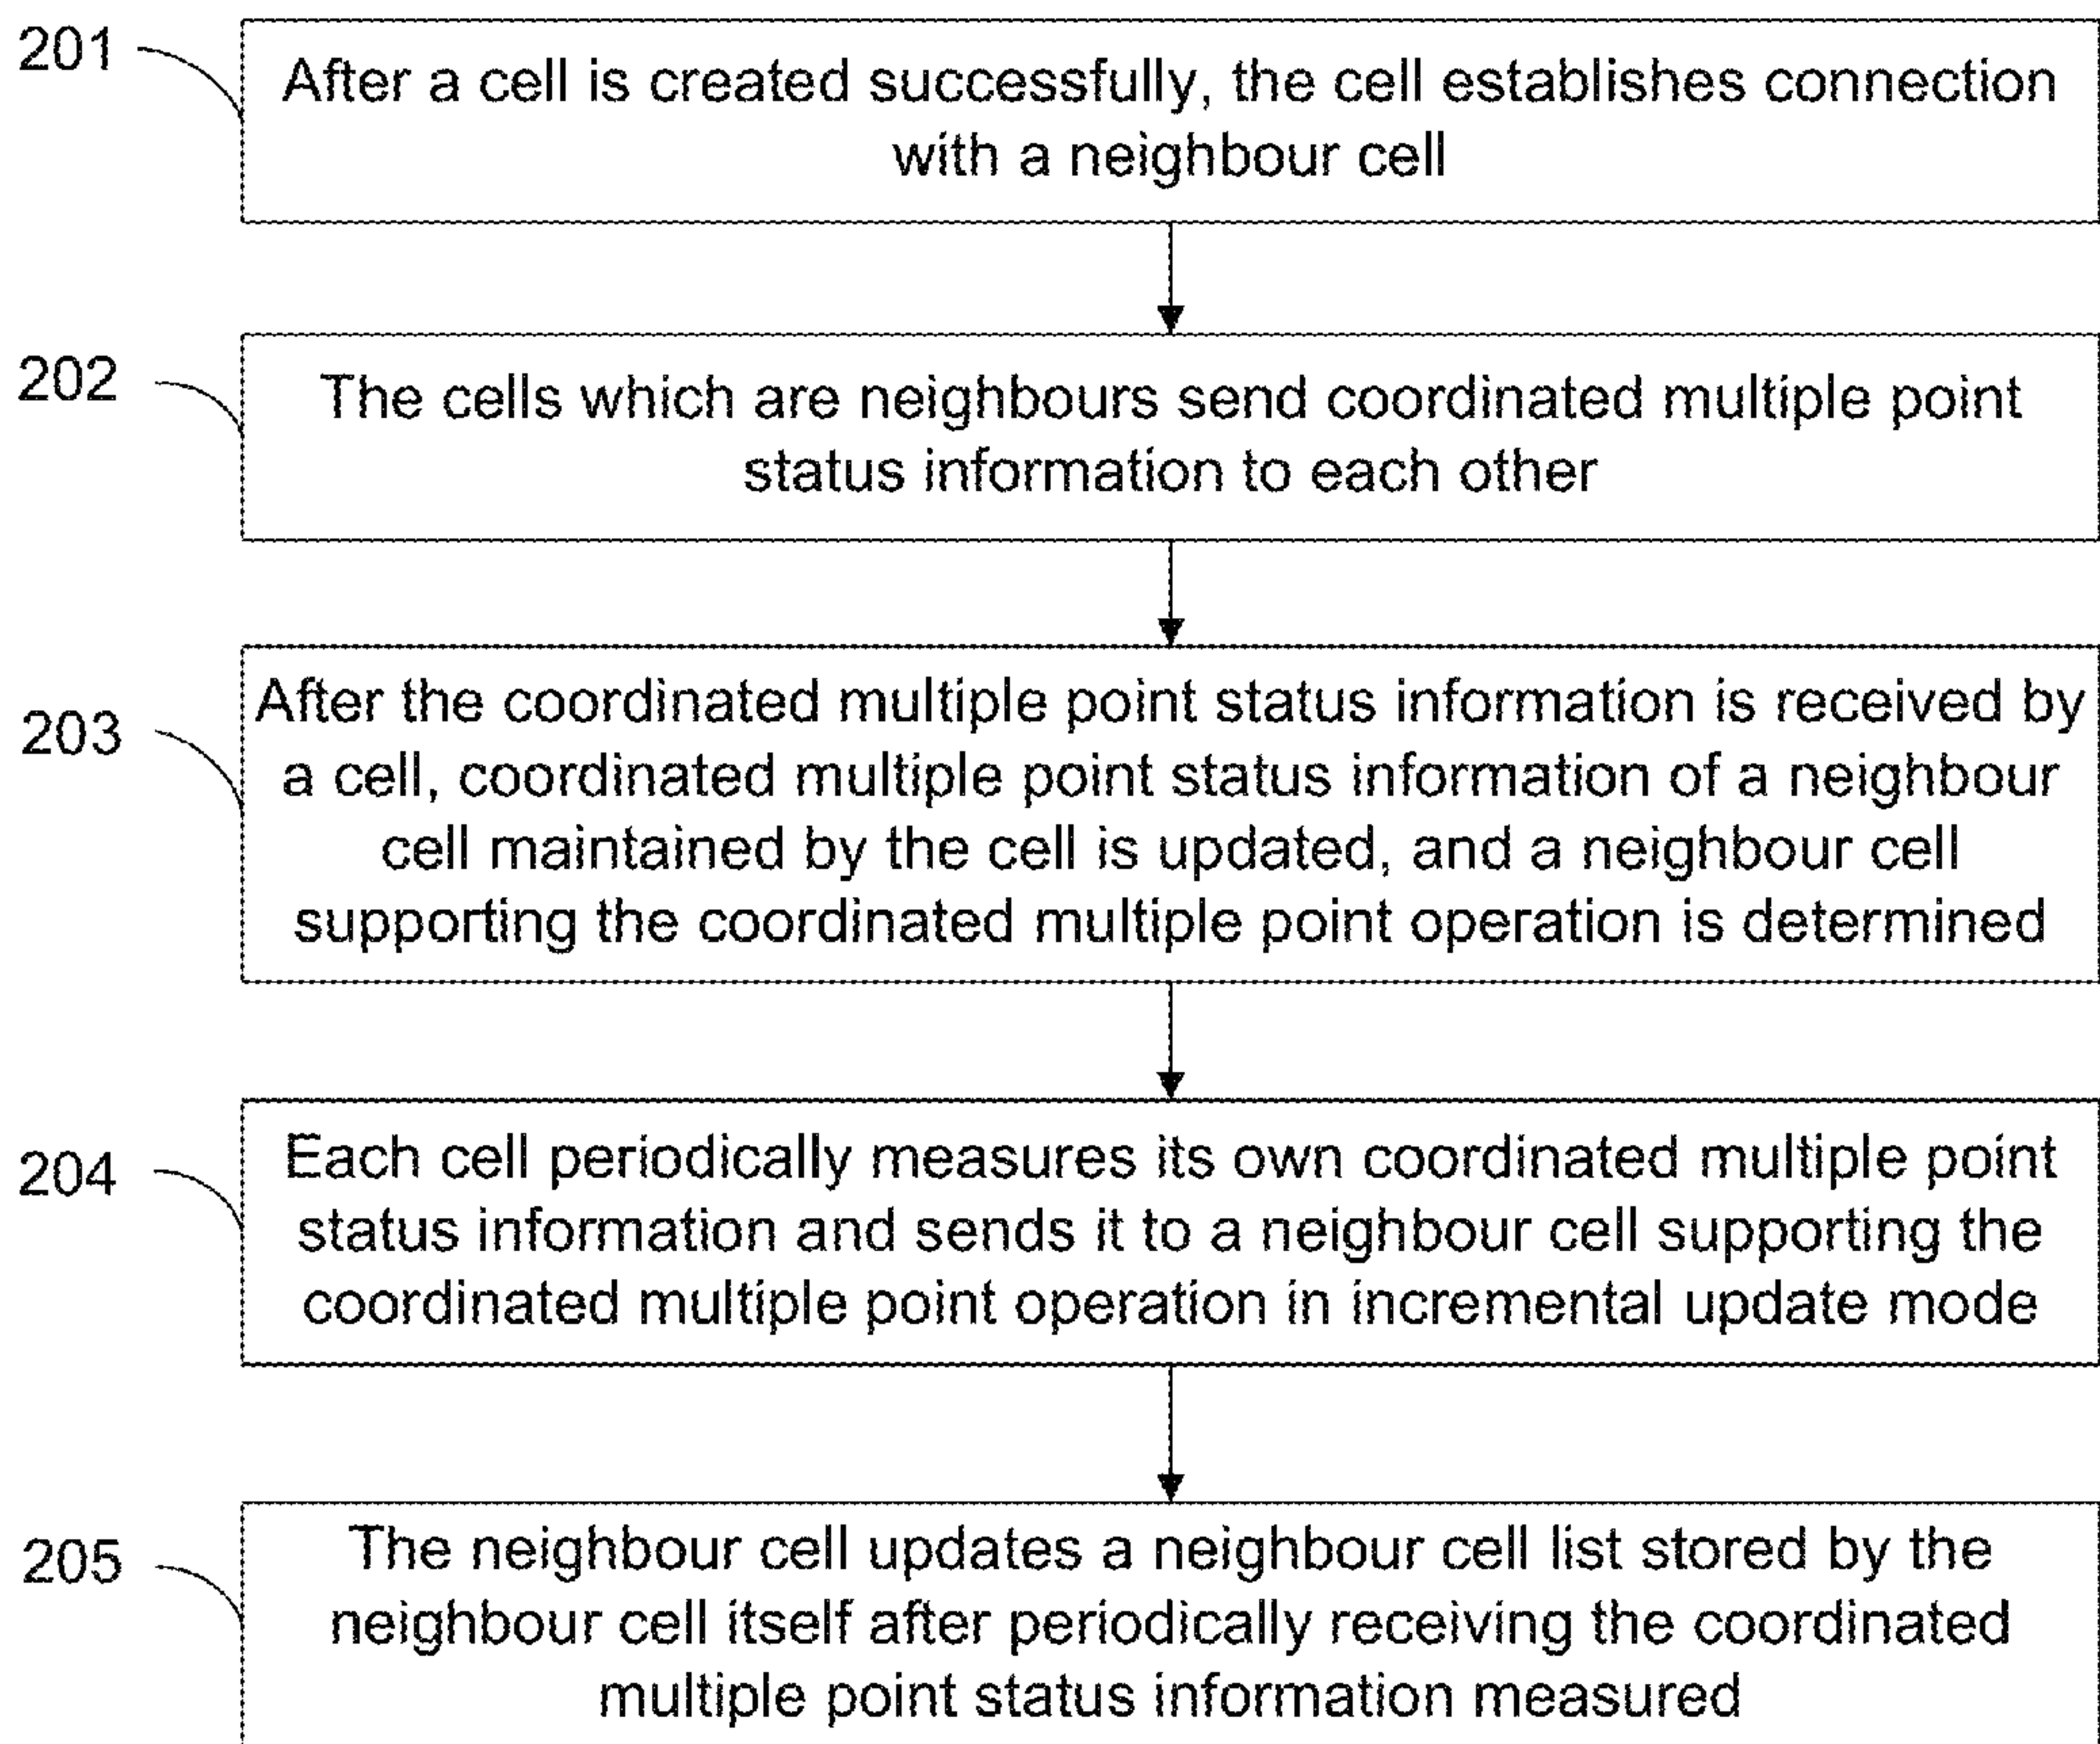 201
After a cell is created successfully, the cell establishes connection
with a neighbour cell
202
The cells which are neighbours send coordinated multiple point
status information to each other
203
After the coordinated multiple point status information is received by
a cell, coordinated multiple point status information of a neighbour
cell maintained by the cell is updated, and a neighbour cell
supporting the coordinated multiple point operation is determined
204
Each cell periodically measures its own coordinated multiple point
status information and sends it to a neighbour cell supporting the
coordinated multiple point operation in incremental update mode
205
The neighbour cell updates a neighbour cell list stored by the
neighbour cell itself after periodically receiving the coordinated
multiple point status information measured